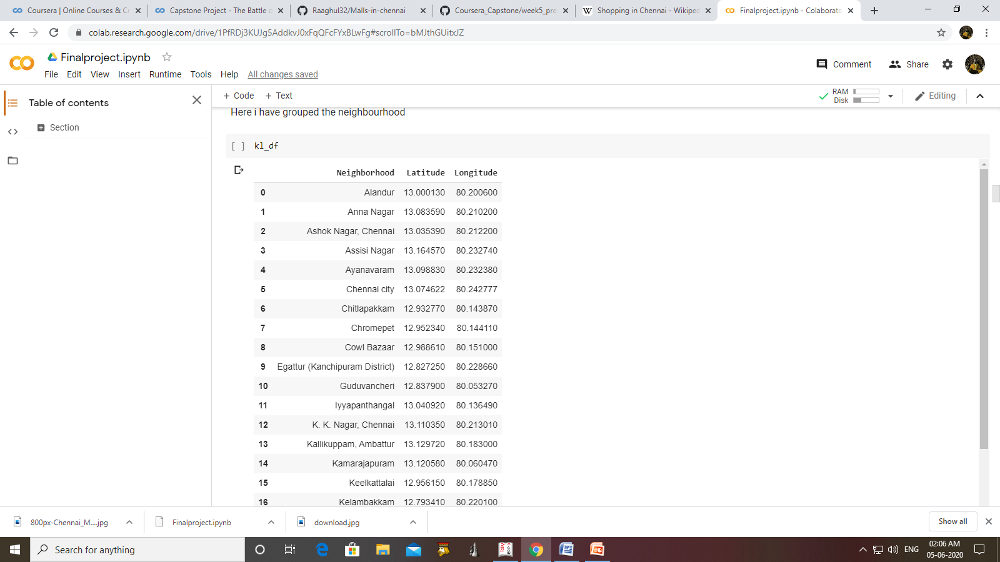 Coursera | Online Courses & Cr
Capstone Project - The Battle o
Raaghul32/Malls-in-chennai
Coursera_Capstone/week5_pre
Shopping in Chennai - Wikiped
Finalproject.ipynb - Colaborato
colab.research.google.com/drive/1PfRDj3KUJg5AddkvJ0xFqQFcFYxBLwFg#scrollTo=bMJthGUitxJZ
Finalproject.ipynb
Comment
Share
File Edit View Insert Runtime Tools Help All changes saved
Table of contents
Section
+ Code + Text
RAM
Disk
Editing
Here i have grouped the neighbourhood
[ ] kl_df
Neighborhood Latitude Longitude
0 Alandur 13.000130 80.200600
1 Anna Nagar 13.083590 80.210200
2 Ashok Nagar, Chennai 13.035390 80.212200
3 Assisi Nagar 13.164570 80.232740
4 Ayanavaram 13.098830 80.232380
5 Chennai city 13.074622 80.242777
6 Chitlapakkam 12.932770 80.143870
7 Chromepet 12.952340 80.144110
8 Cowl Bazaar 12.988610 80.151000
9 Egattur (Kanchipuram District) 12.827250 80.228660
10 Guduvancheri 12.837900 80.053270
11 Iyyapanthangal 13.040920 80.136490
12 K. K. Nagar, Chennai 13.110350 80.213010
13 Kallikuppam, Ambattur 13.129720 80.183000
14 Kamarajapuram 13.120580 80.060470
15 Keelkattalai 12.956150 80.178850
16 Kelambakkam 12.793410 80.220100
800px-Chennai_M....jpg
Finalproject.ipynb
download.jpg
Show all
Search for anything
ENG
02:06 AM
05-06-2020